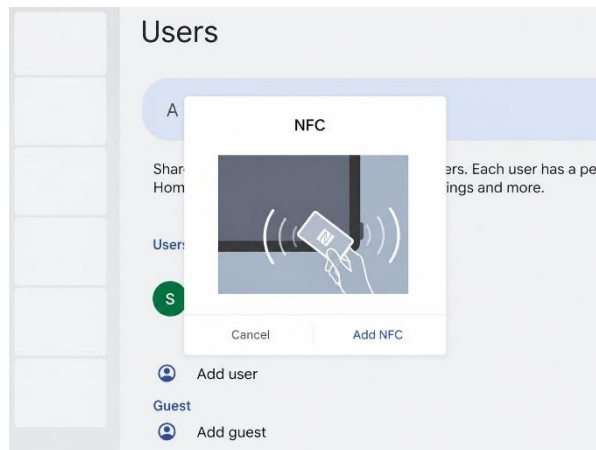 Users
A
NFC
Shar
ers. Each user has a pe
Hom
ings and more.
Users
S
Cancel
Add NFC
Add user
Guest
Add guest